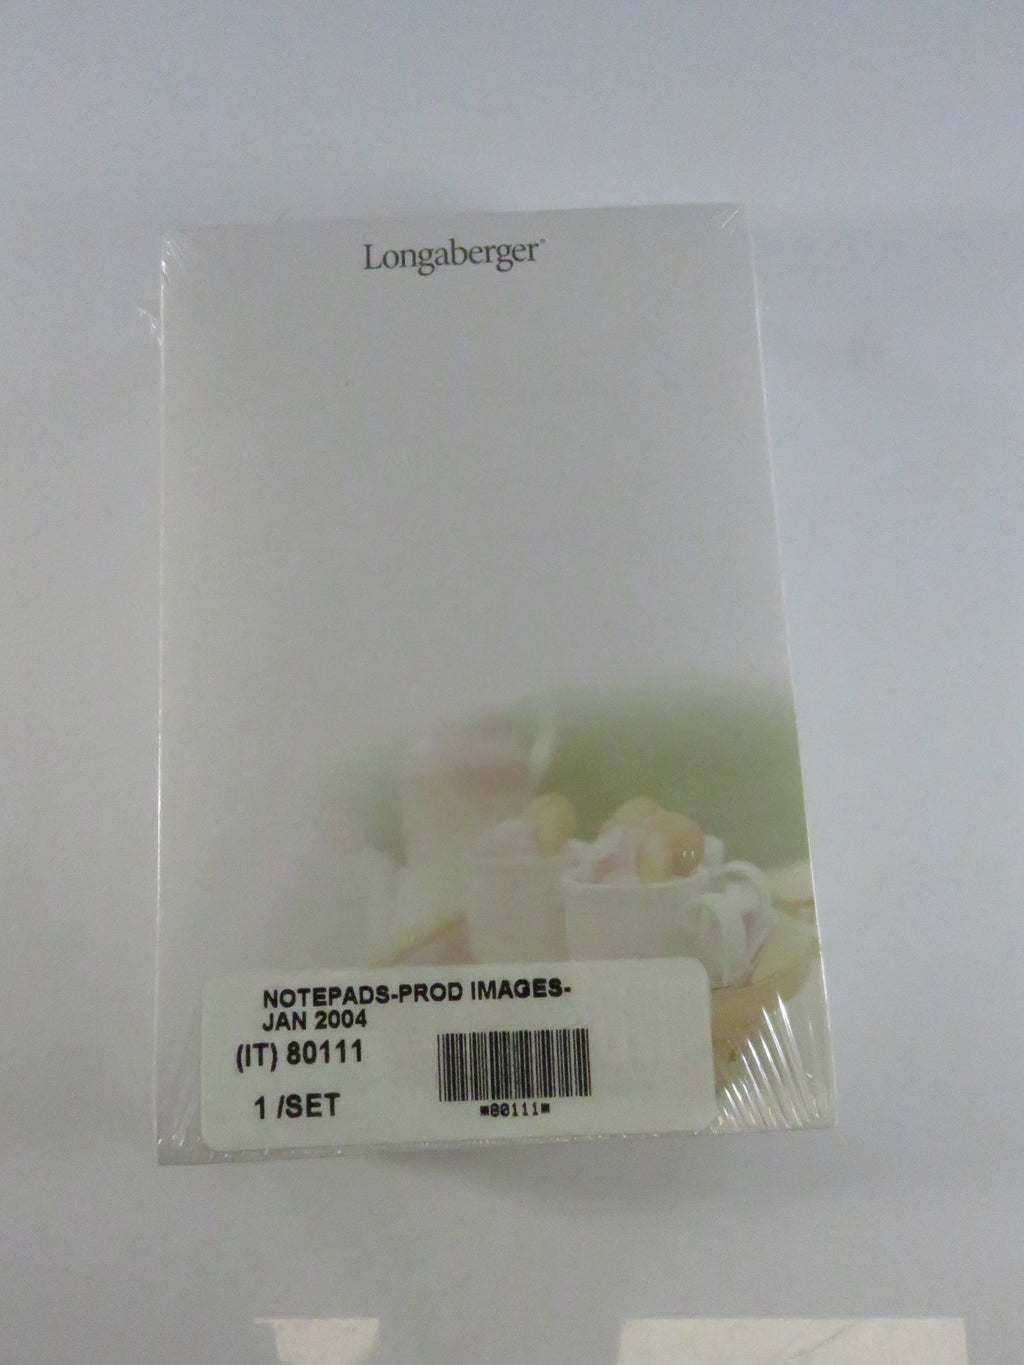 Longaberger®
NOTEPADS-PROD IMAGES-
JAN 2004
(IT) 80111
1 /SET
*80111*